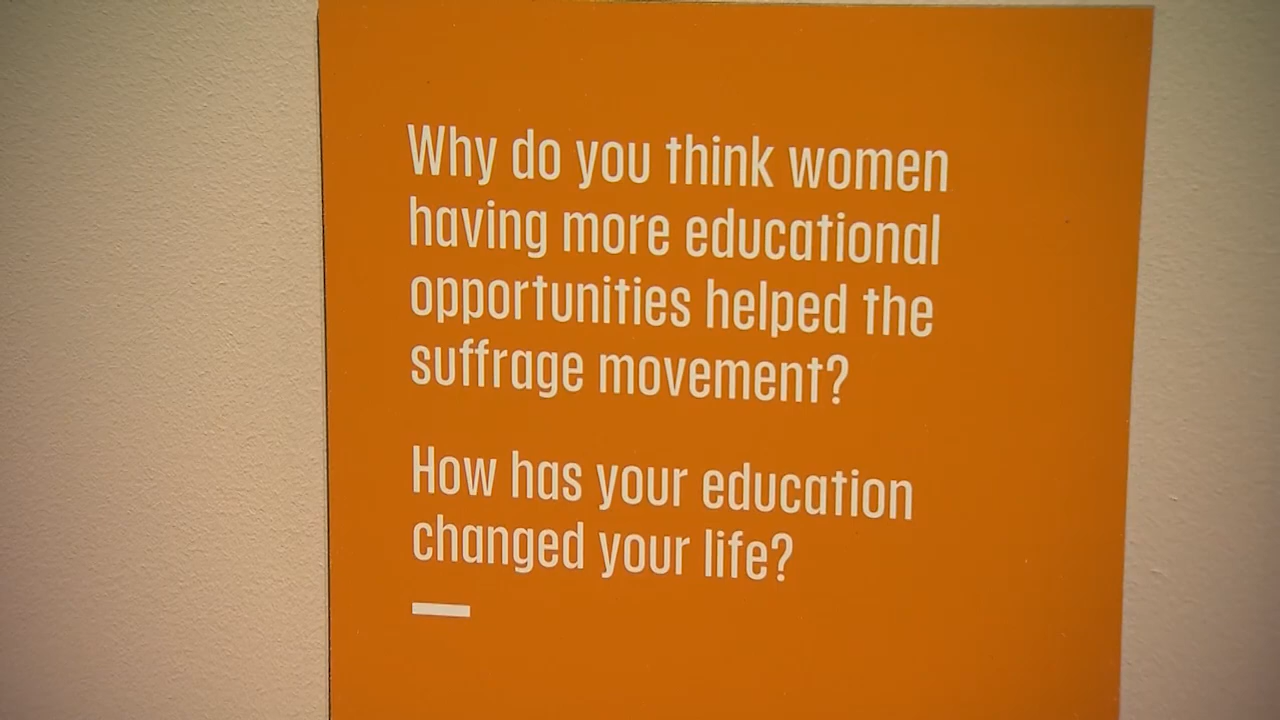 Why do you think women
having more educational
opportunities helped the
suffrage movement?
How has your education
changed your life?